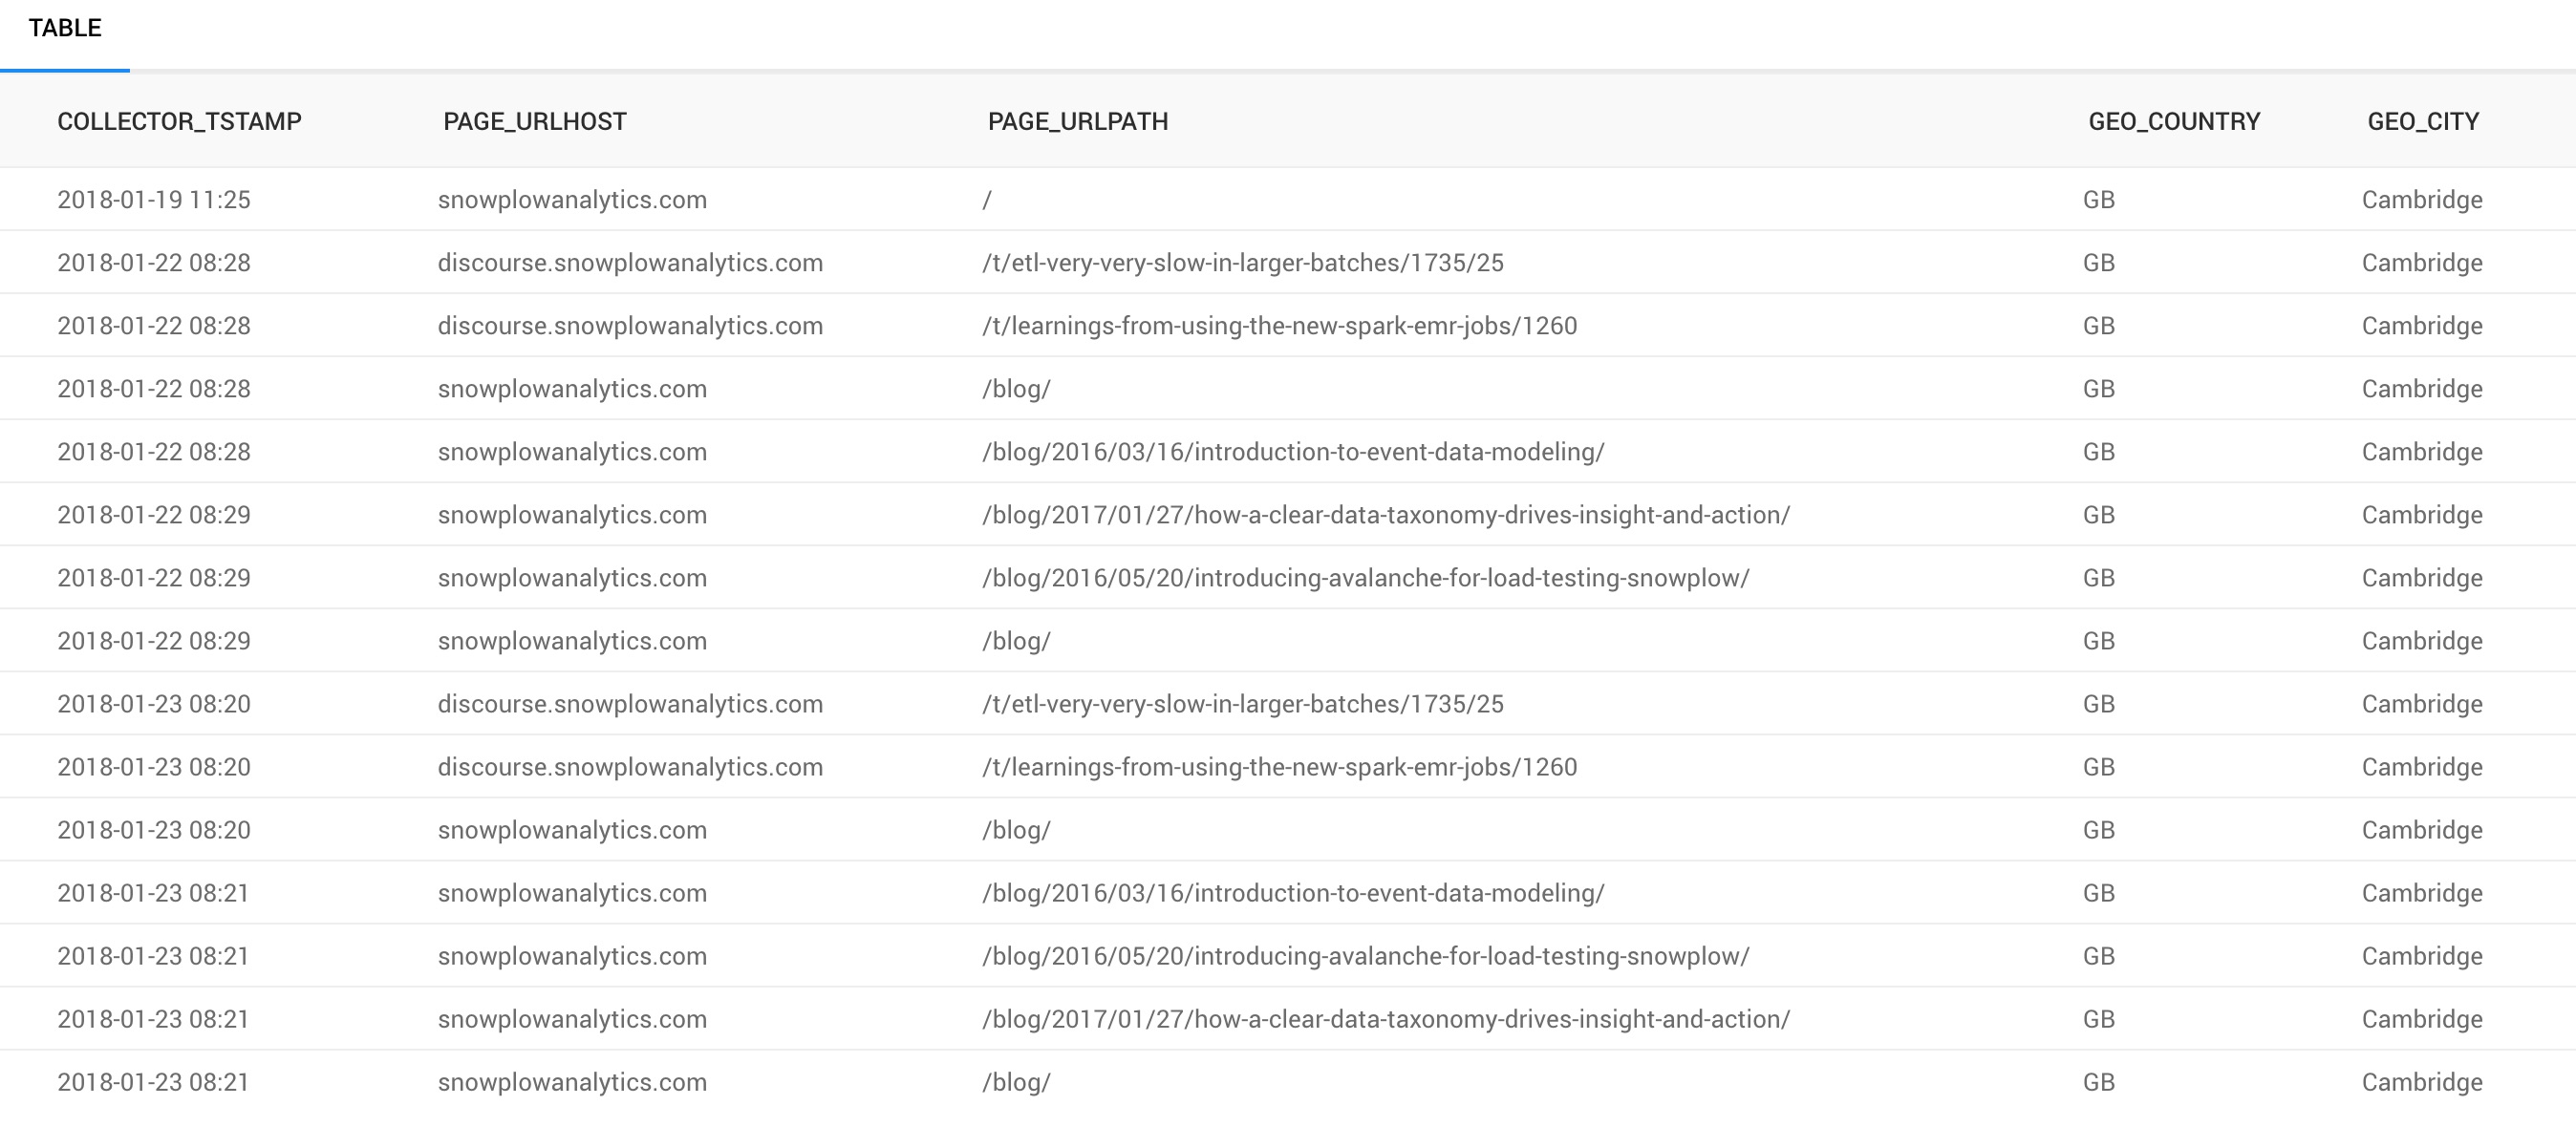 TABLE
COLLECTOR_TSTAMP PAGE_URLHOST PAGE_URLPATH GEO_COUNTRY GEO_CITY
2018-01-19 11:25 snowplowanalytics.com / GB Cambridge
2018-01-22 08:28 discourse.snowplowanalytics.com /t/etl-very-very-slow-in-larger-batches/1735/25 GB Cambridge
2018-01-22 08:28 discourse.snowplowanalytics.com /t/learnings-from-using-the-new-spark-emr-jobs/1260 GB Cambridge
2018-01-22 08:28 snowplowanalytics.com /blog/ GB Cambridge
2018-01-22 08:28 snowplowanalytics.com /blog/2016/03/16/introduction-to-event-data-modeling/ GB Cambridge
2018-01-22 08:29 snowplowanalytics.com /blog/2017/01/27/how-a-clear-data-taxonomy-drives-insight-and-action/ GB Cambridge
2018-01-22 08:29 snowplowanalytics.com /blog/2016/05/20/introducing-avalanche-for-load-testing-snowplow/ GB Cambridge
2018-01-22 08:29 snowplowanalytics.com /blog/ GB Cambridge
2018-01-23 08:20 discourse.snowplowanalytics.com /t/etl-very-very-slow-in-larger-batches/1735/25 GB Cambridge
2018-01-23 08:20 discourse.snowplowanalytics.com /t/learnings-from-using-the-new-spark-emr-jobs/1260 GB Cambridge
2018-01-23 08:20 snowplowanalytics.com /blog/ GB Cambridge
2018-01-23 08:21 snowplowanalytics.com /blog/2016/03/16/introduction-to-event-data-modeling/ GB Cambridge
2018-01-23 08:21 snowplowanalytics.com /blog/2016/05/20/introducing-avalanche-for-load-testing-snowplow/ GB Cambridge
2018-01-23 08:21 snowplowanalytics.com /blog/2017/01/27/how-a-clear-data-taxonomy-drives-insight-and-action/ GB Cambridge
2018-01-23 08:21 snowplowanalytics.com /blog/ GB Cambridge